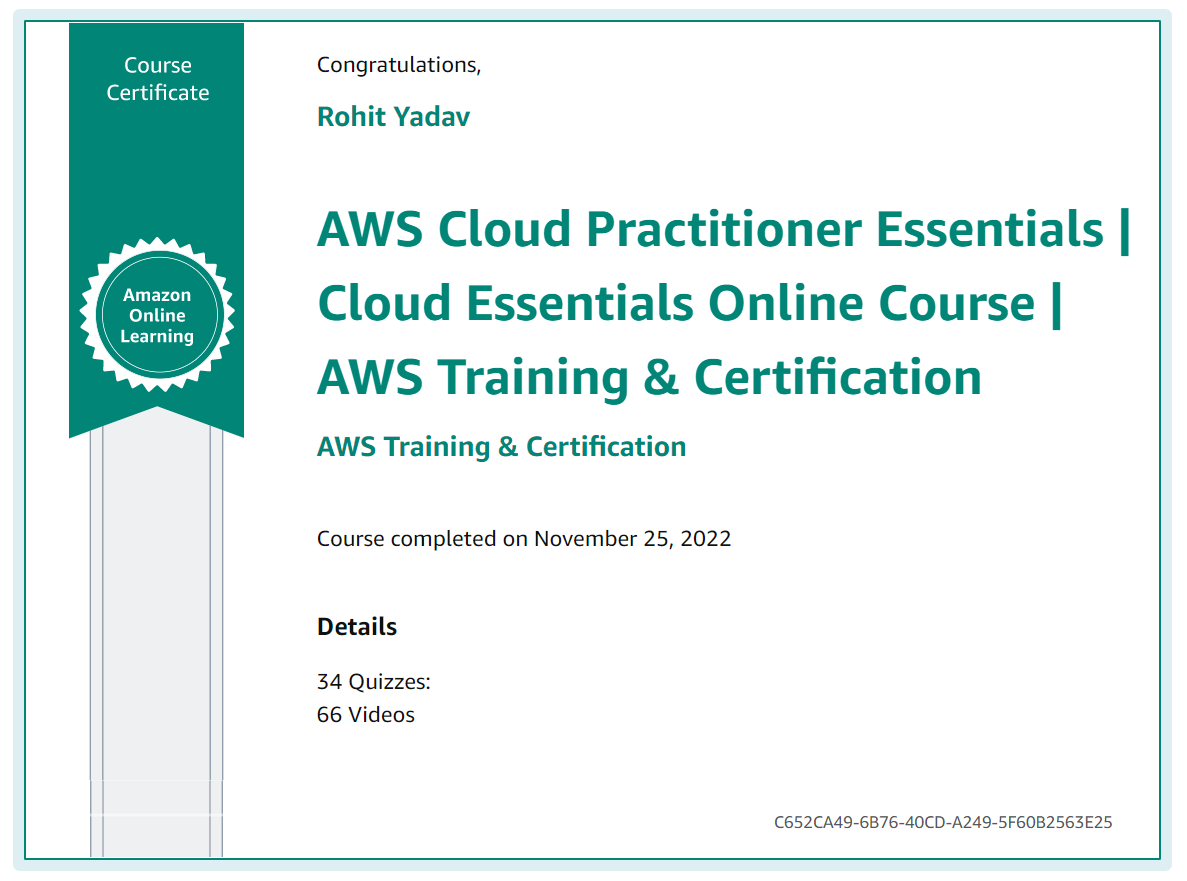 Course
Certificate
Amazon
Online
Learning
Congratulations,
Rohit Yadav
AWS Cloud Practitioner Essentials |
Cloud Essentials Online Course |
AWS Training & Certification
AWS Training & Certification
Course completed on November 25, 2022
Details
34 Quizzes:
66 Videos
C652CA49-6B76-40CD-A249-5F60B2563E25